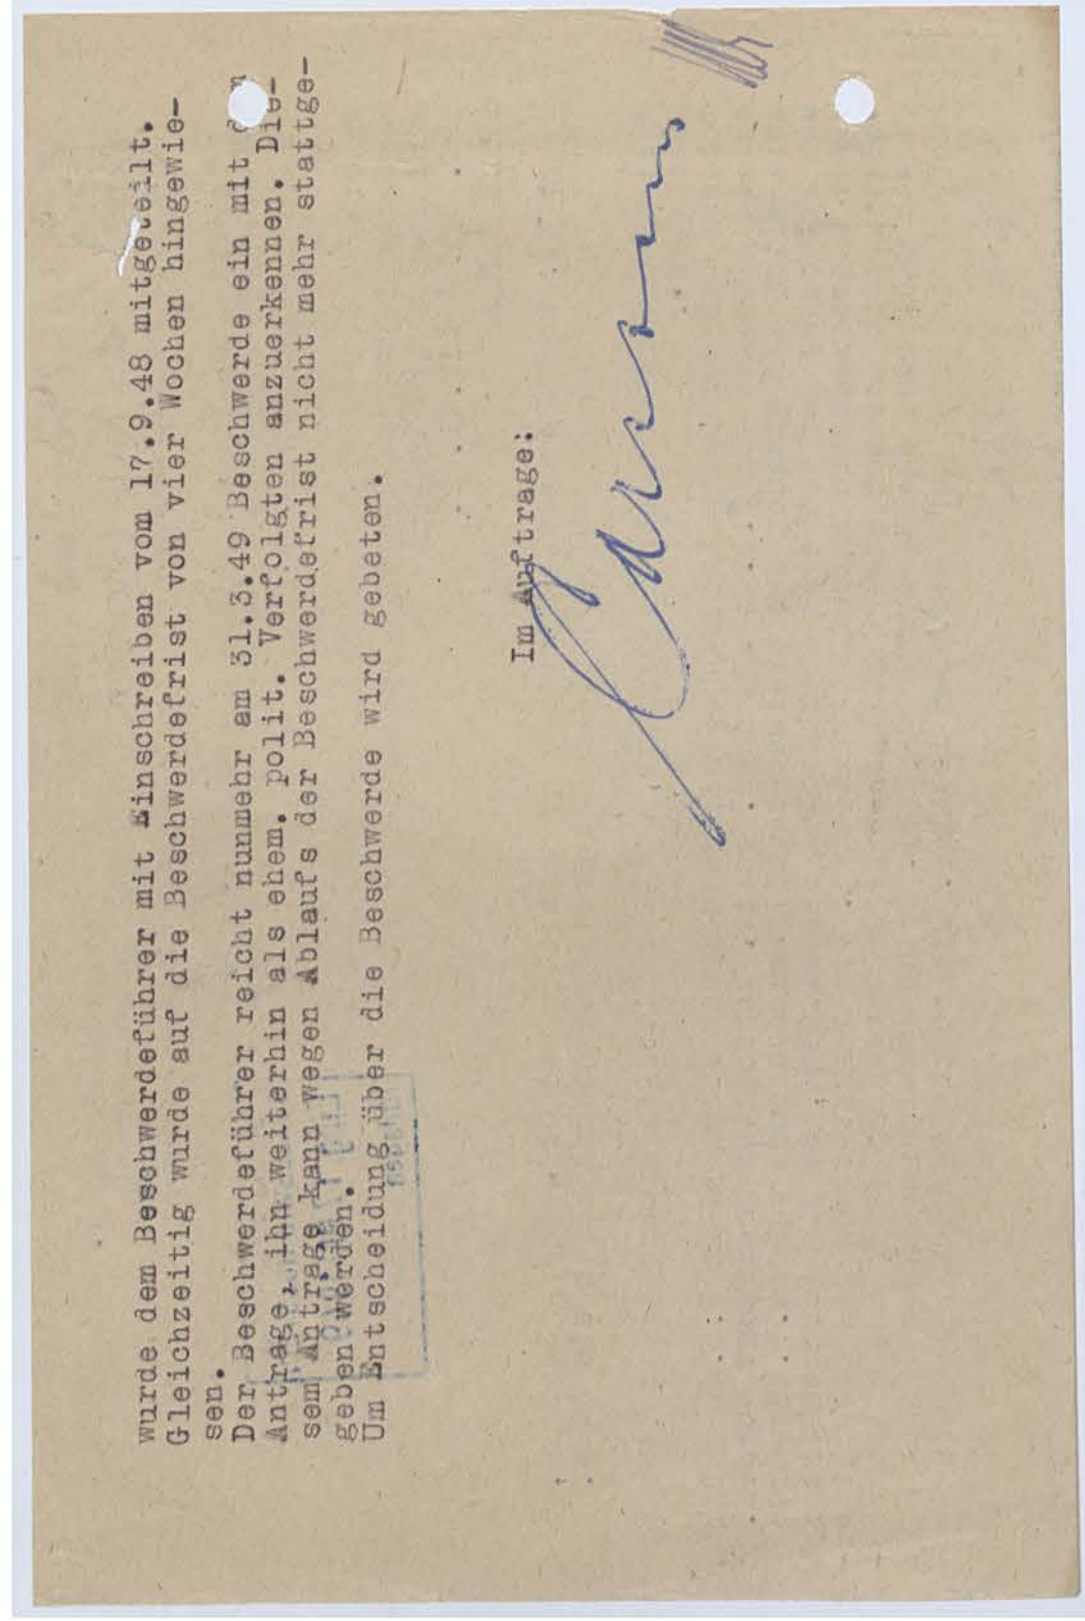 wurde dem Beschwerdeführer mit Einschreiben vom 17.9.48 mitgeteilt.
Gleichzeitig wurde auf die Beschwerdefrist von vier Wochen hingewie-
sen.
Der Beschwerdeführer reicht nunmehr am 31.3.49 Beschwerde ein mit
Antrage, ihn weiterhin als ehem. polit. Verfolgten anzuerkennen. Die-
sem Antrage kann wegen Ablaufs der Beschwerdefrist nicht mehr stattge-
geben werden.
Um Entscheidung über die Beschwerde wird gebeten.
Im Auftrage: